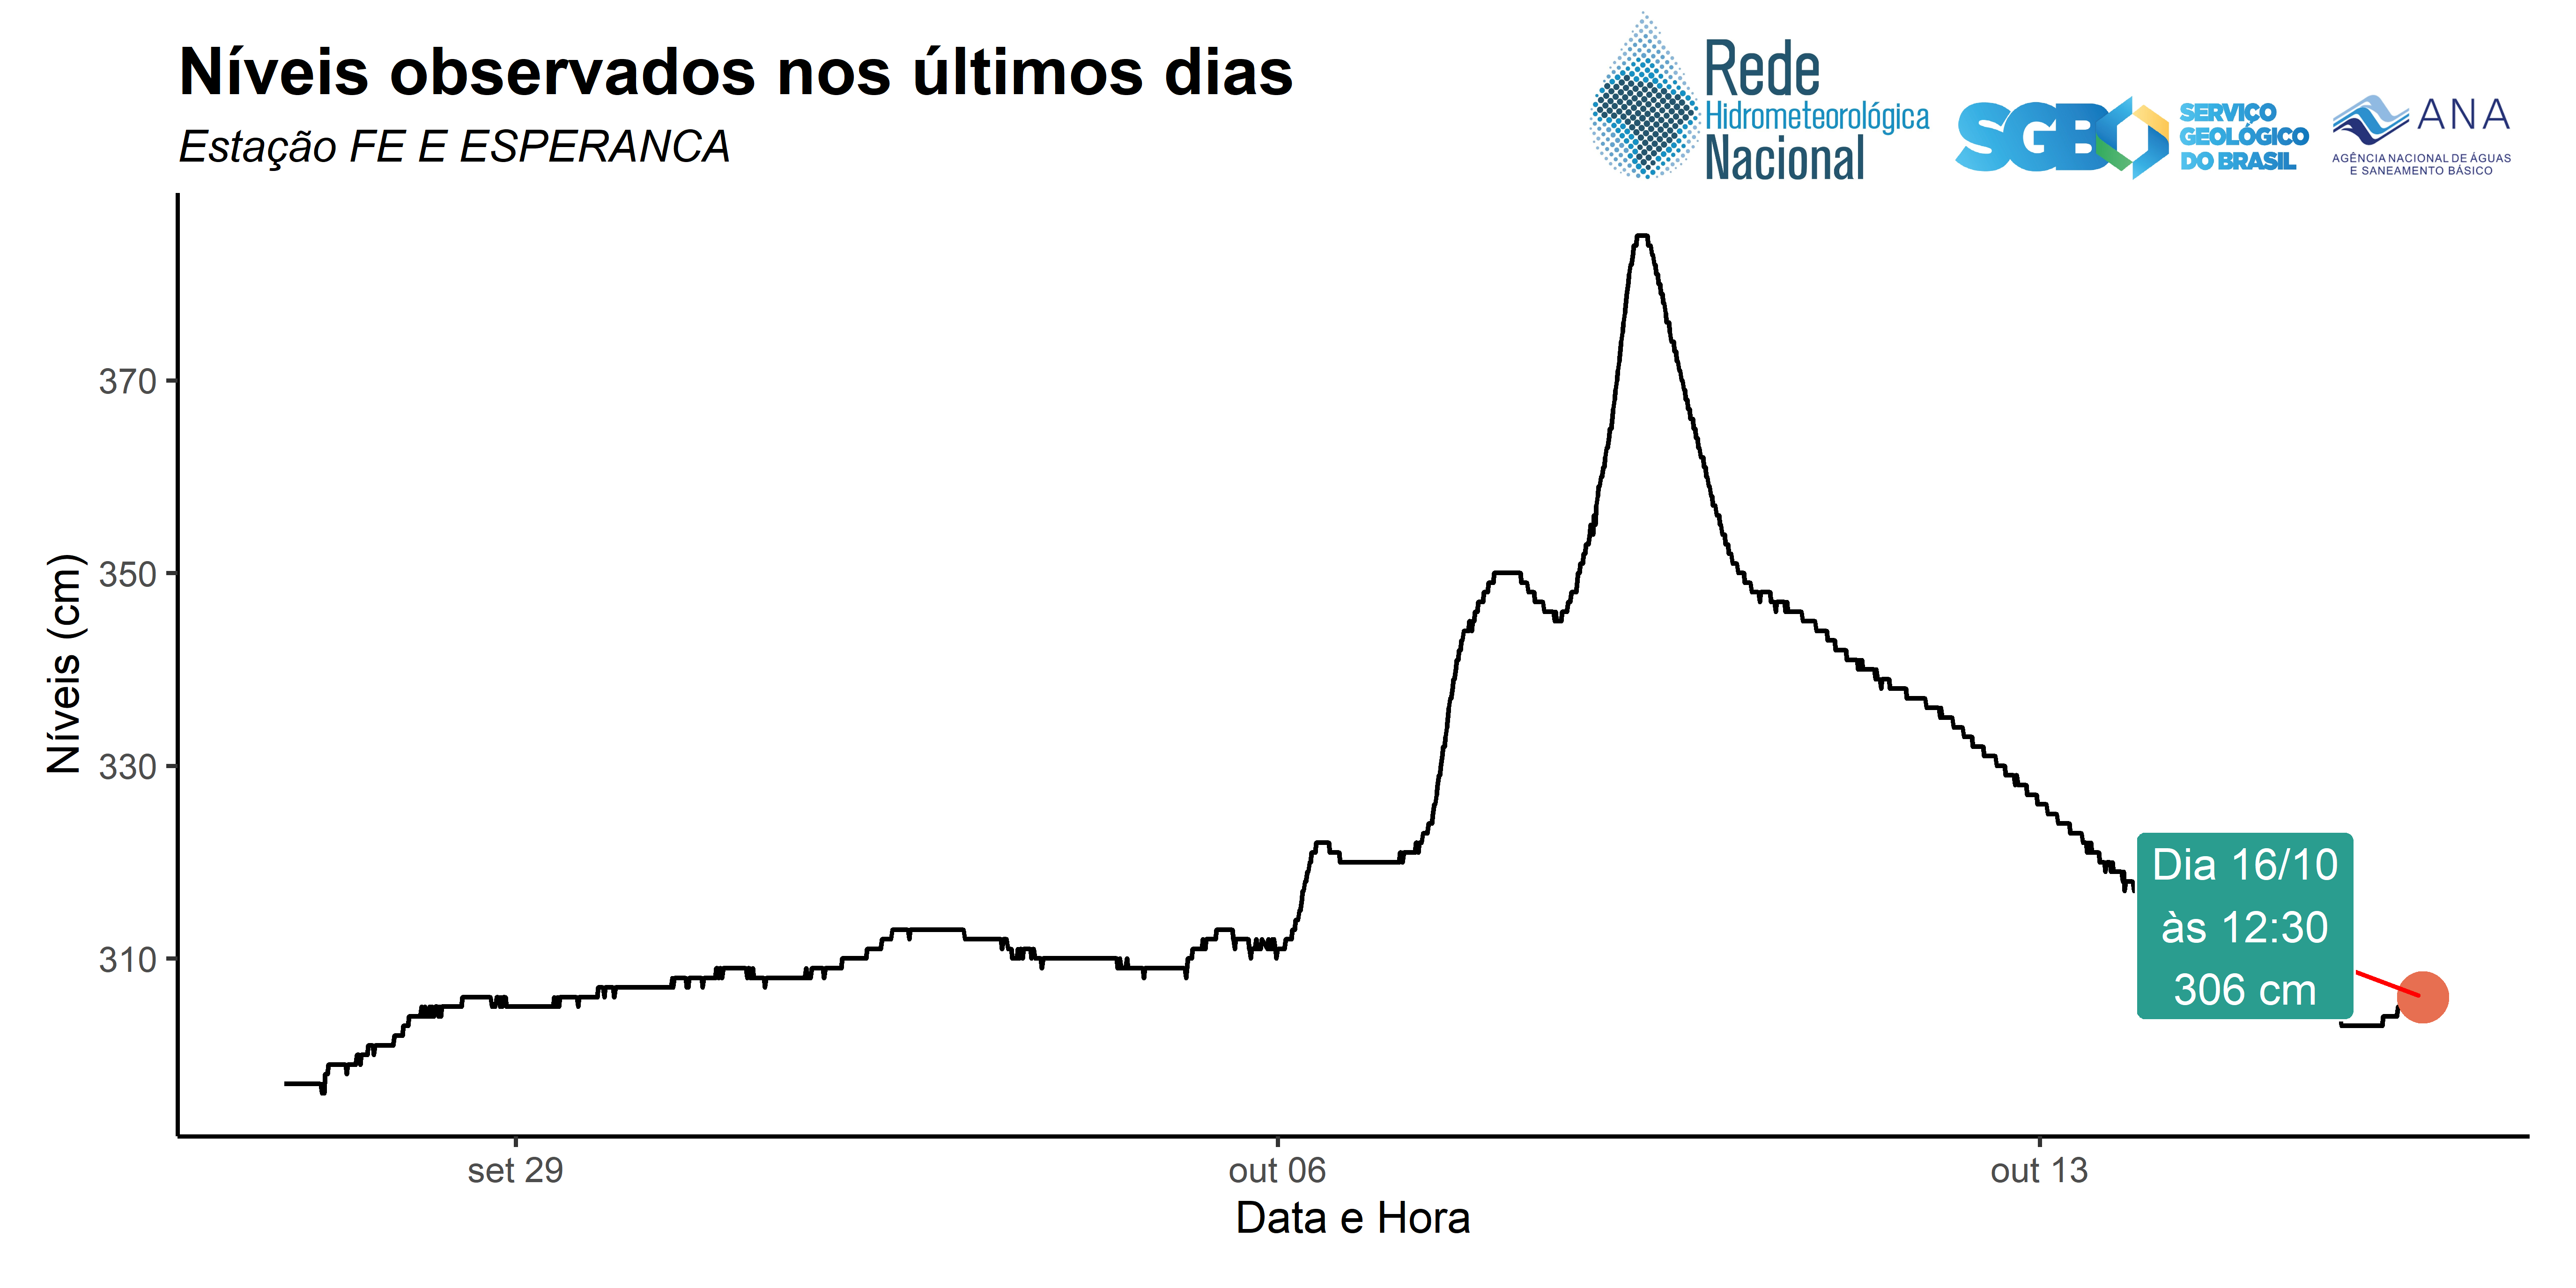 Níveis observados nos últimos dias
Estação FE E ESPERANCA
Rede
Hidrometeorológica
Nacional
SGB
SERVIÇO
GEOLÓGICO
DO BRASIL
ANA
AGÊNCIA NACIONAL DE ÁGUAS
E SANEAMENTO BÁSICO
Níveis (cm)
370
350
330
310
Dia 16/10
às 12:30
306 cm
set 29
out 06
out 13
Data e Hora